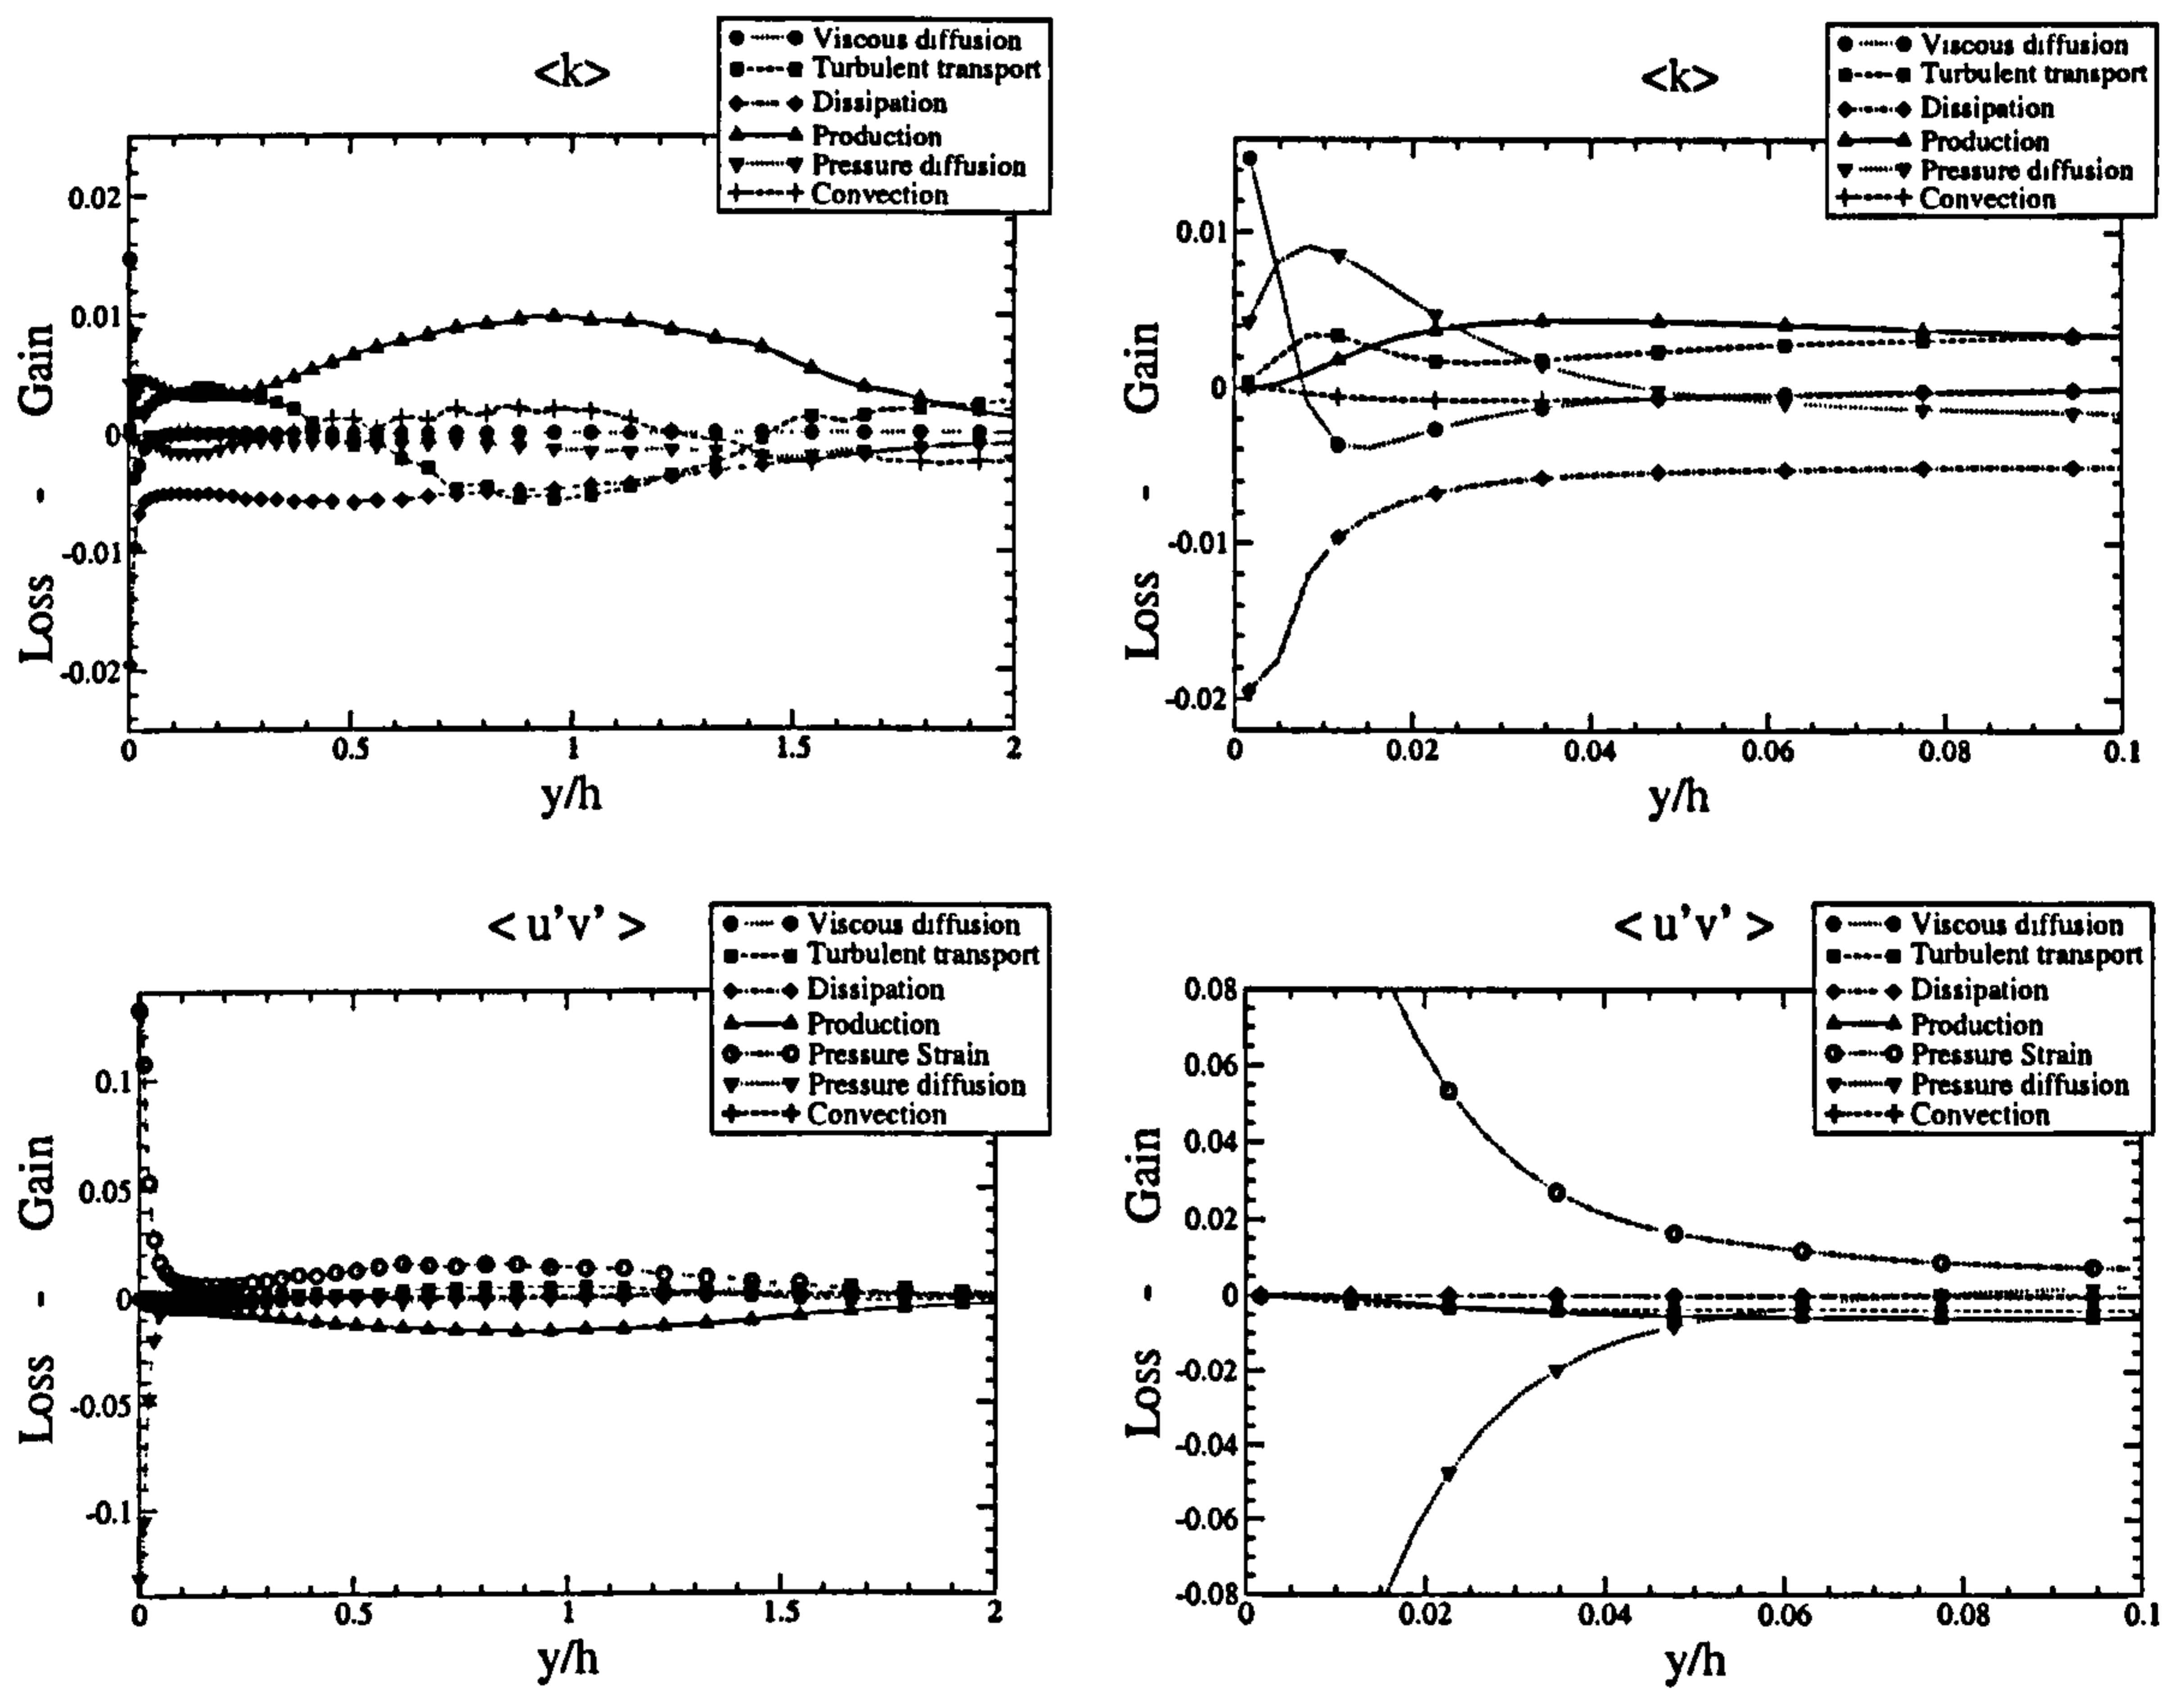 <k>
Viscous diffusion
Turbulent transport
Dissipation
Production
Pressure diffusion
Convection
0.02
0.01
0
-0.01
-0.02
Loss - Gain
0 0.5 1 1.5 2
y/h
<k>
Viscous diffusion
Turbulent transport
Dissipation
Production
Pressure diffusion
Convection
0.01
0
-0.01
-0.02
Loss - Gain
0 0.02 0.04 0.06 0.08 0.1
y/h
< u'v' >
Viscous diffusion
Turbulent transport
Dissipation
Production
Pressure Strain
Pressure diffusion
Convection
0.1
0.05
0
-0.05
-0.1
Loss - Gain
0 0.5 1 1.5 2
y/h
< u'v' >
Viscous diffusion
Turbulent transport
Dissipation
Production
Pressure Strain
Pressure diffusion
Convection
0.08
0.06
0.04
0.02
0
-0.02
-0.04
-0.06
-0.08
Loss - Gain
0 0.02 0.04 0.06 0.08 0.1
y/h